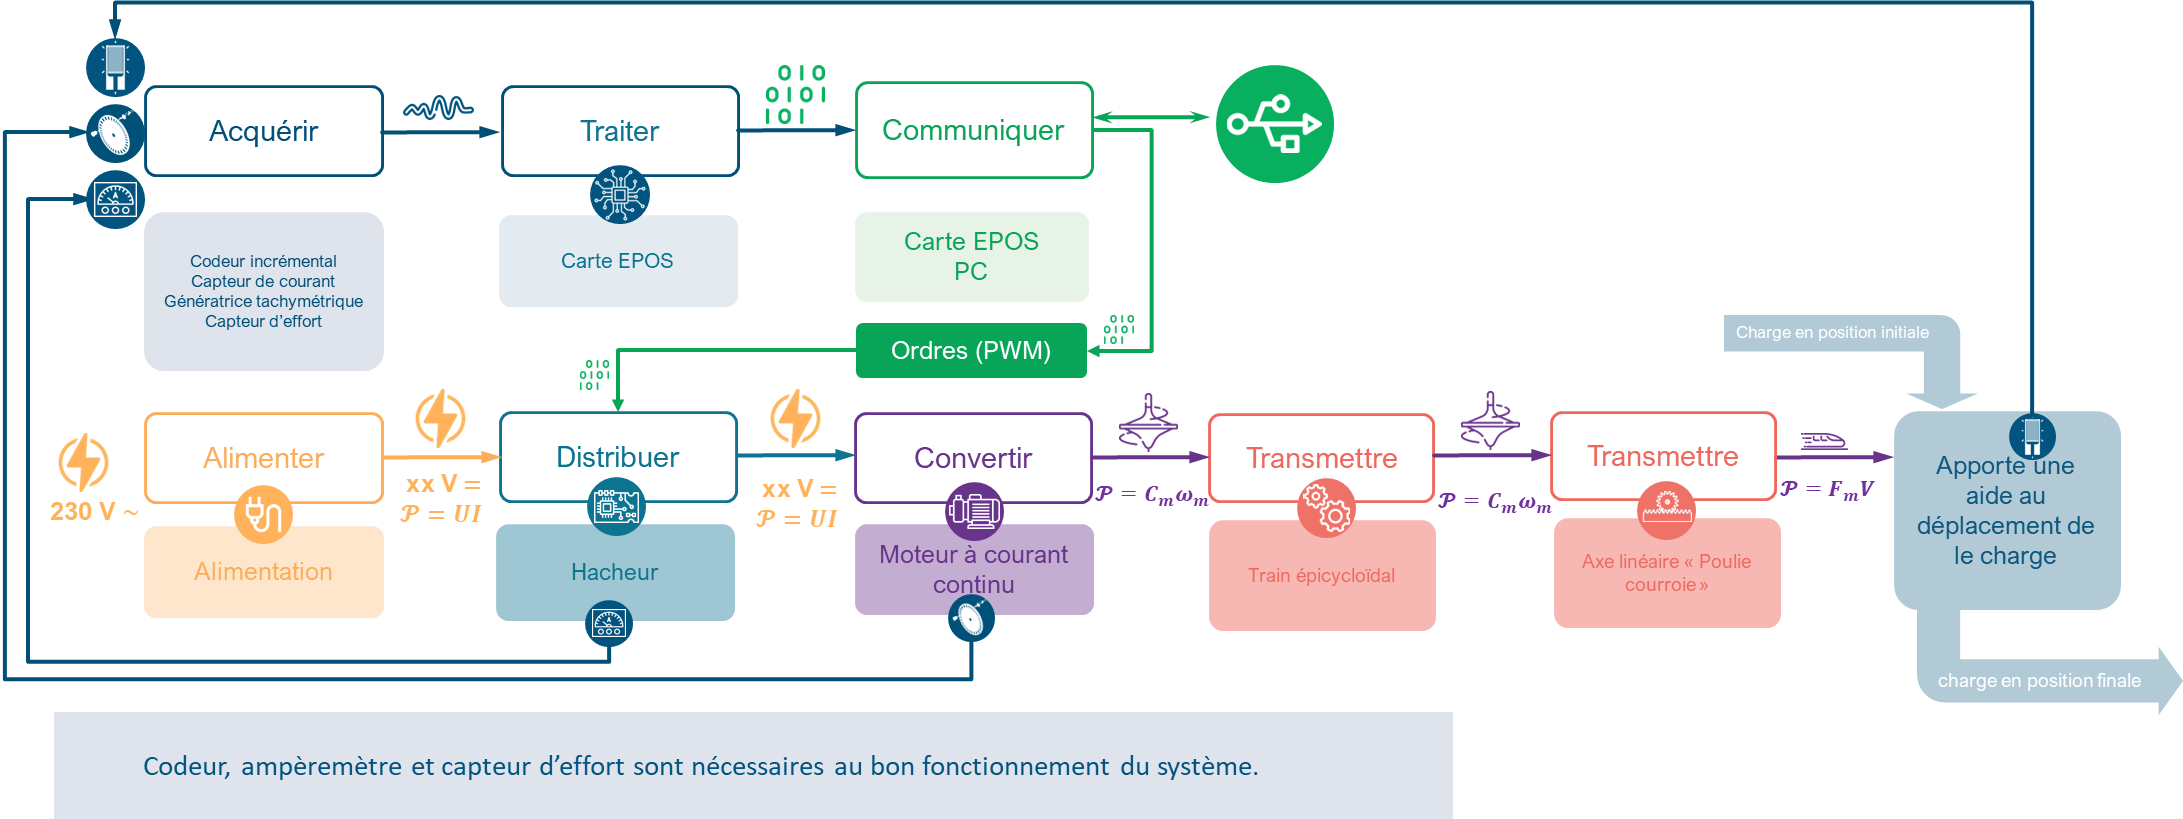 Acquérir
Traiter
Communiquer
010
0101
101
Codeur incrémental
Capteur de courant
Génératrice tachymétrique
Capteur d'effort
Carte EPOS
Carte EPOS
PC
Ordres (PWM)
010
0101
101
010
0101
101
Charge en position initiale
230 V ~
Alimenter
Alimentation
xx V =
𝒫 = UI
Distribuer
Hacheur
xx V =
𝒫 = UI
Convertir
Moteur à courant
continu
𝒫 = Cₘωₘ
Transmettre
Train épicycloïdal
𝒫 = Cₘωₘ
Transmettre
Axe linéaire « Poulie
courroie »
𝒫 = FₘV
Apporte une
aide au
déplacement de
le charge
charge en position finale
Codeur, ampèremètre et capteur d'effort sont nécessaires au bon fonctionnement du système.